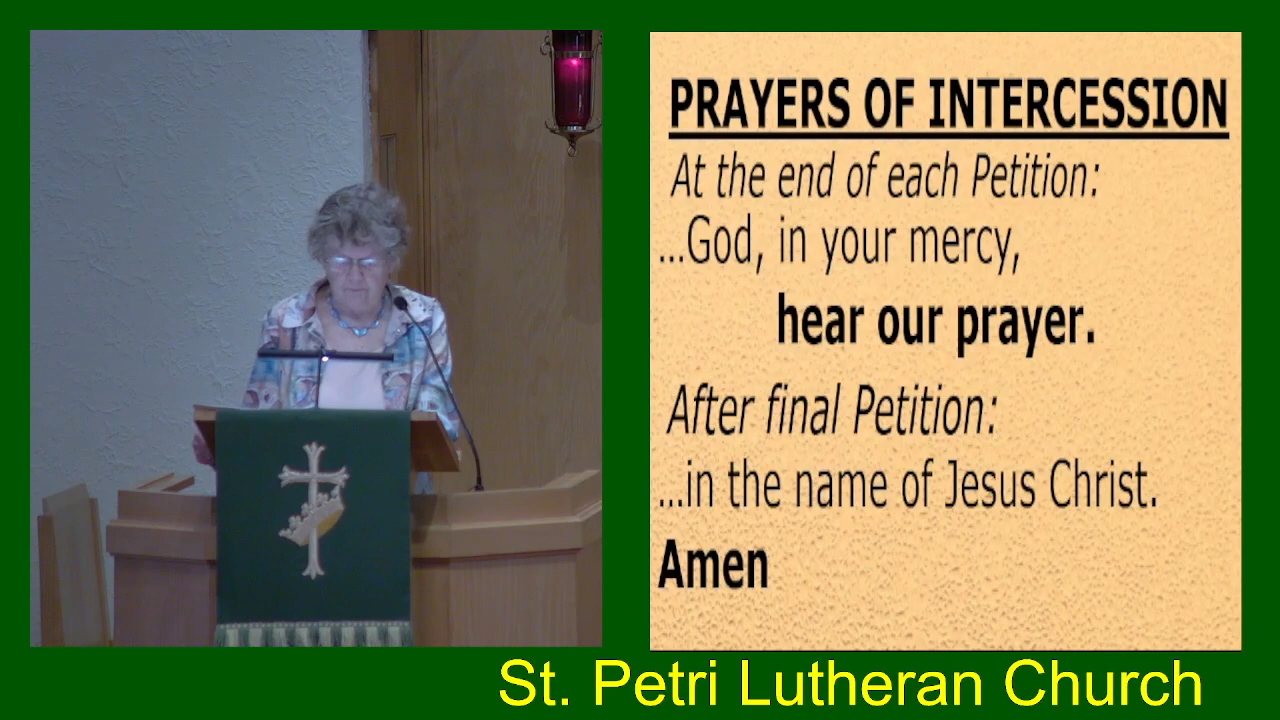 PRAYERS OF INTERCESSION
At the end of each Petition:
...God, in your mercy,
hear our prayer.
After final Petition:
...in the name of Jesus Christ.
Amen
St. Petri Lutheran Church